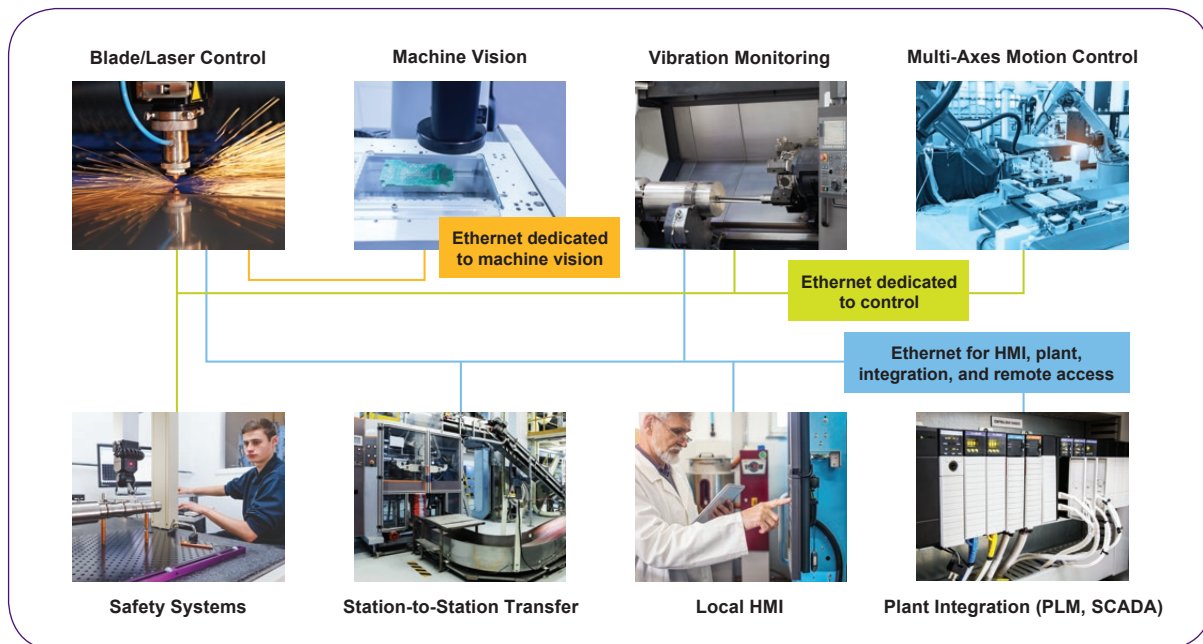 Blade/Laser Control
Machine Vision
Vibration Monitoring
Multi-Axes Motion Control
Ethernet dedicated
to machine vision
Ethernet dedicated
to control
Ethernet for HMI, plant,
integration, and remote access
Safety Systems
Station-to-Station Transfer
Local HMI
Plant Integration (PLM, SCADA)